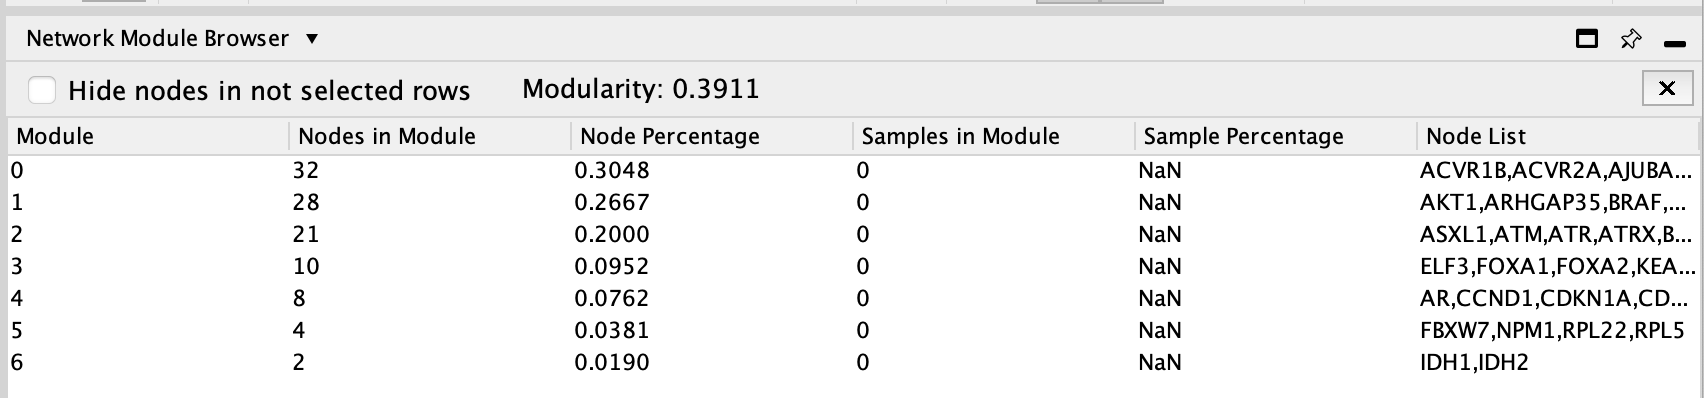 Network Module Browser ▼
Hide nodes in not selected rows Modularity: 0.3911
Module Nodes in Module Node Percentage Samples in Module Sample Percentage Node List
0 32 0.3048 0 NaN ACVR1B,ACVR2A,AJUBA...
1 28 0.2667 0 NaN AKT1,ARHGAP35,BRAF,...
2 21 0.2000 0 NaN ASXL1,ATM,ATR,ATRX,B...
3 10 0.0952 0 NaN ELF3,FOXA1,FOXA2,KEA...
4 8 0.0762 0 NaN AR,CCND1,CDKN1A,CD...
5 4 0.0381 0 NaN FBXW7,NPM1,RPL22,RPL5
6 2 0.0190 0 NaN IDH1,IDH2